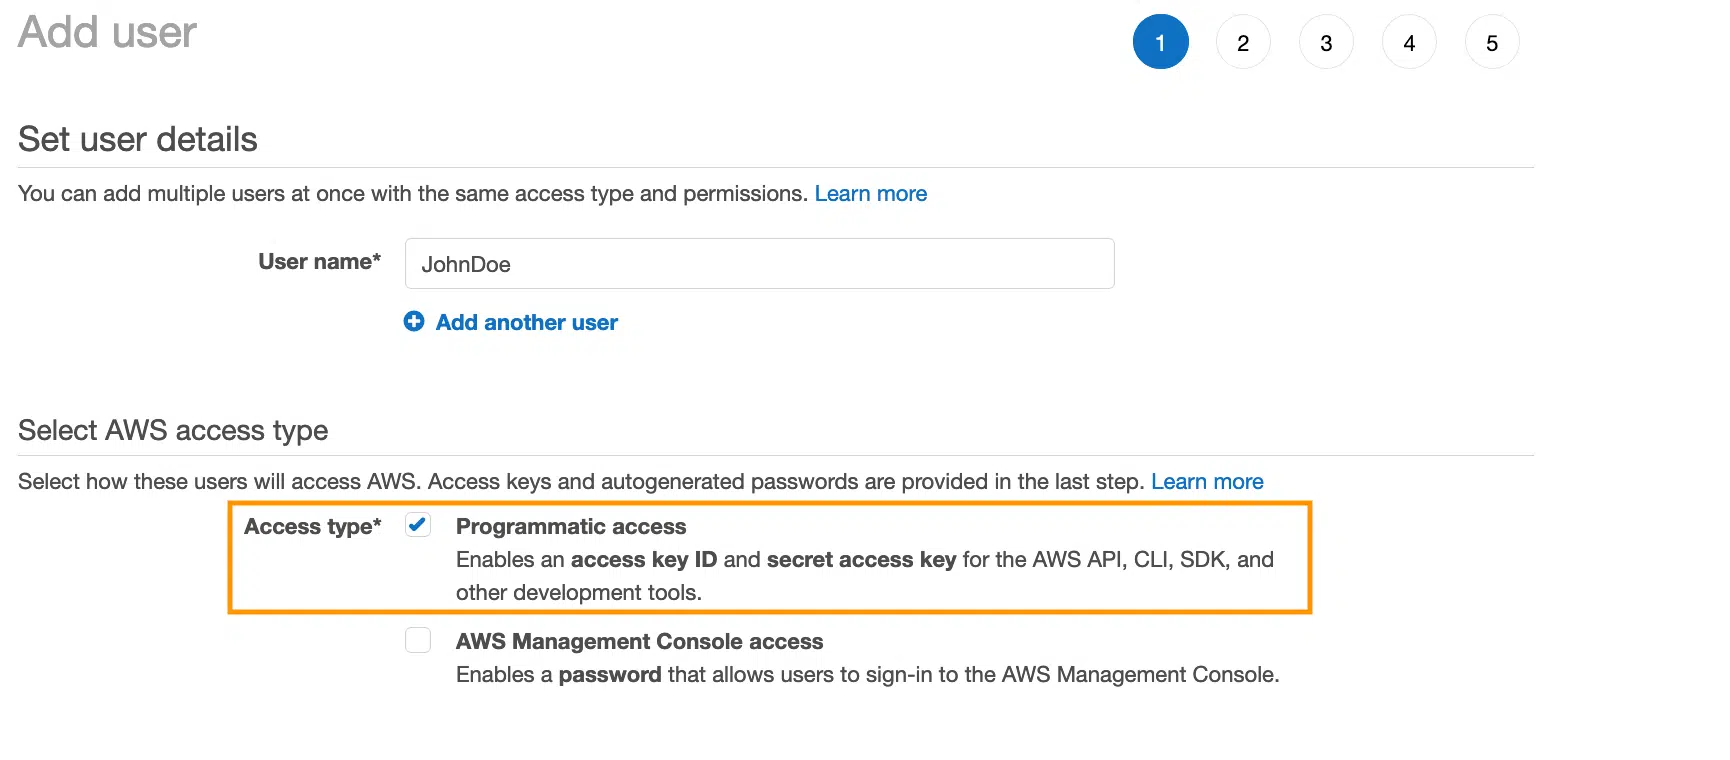 Add user
1 2 3 4 5
Set user details
You can add multiple users at once with the same access type and permissions. Learn more
User name* JohnDoe
Add another user
Select AWS access type
Select how these users will access AWS. Access keys and autogenerated passwords are provided in the last step. Learn more
Access type* Programmatic access
Enables an access key ID and secret access key for the AWS API, CLI, SDK, and
other development tools.
AWS Management Console access
Enables a password that allows users to sign-in to the AWS Management Console.